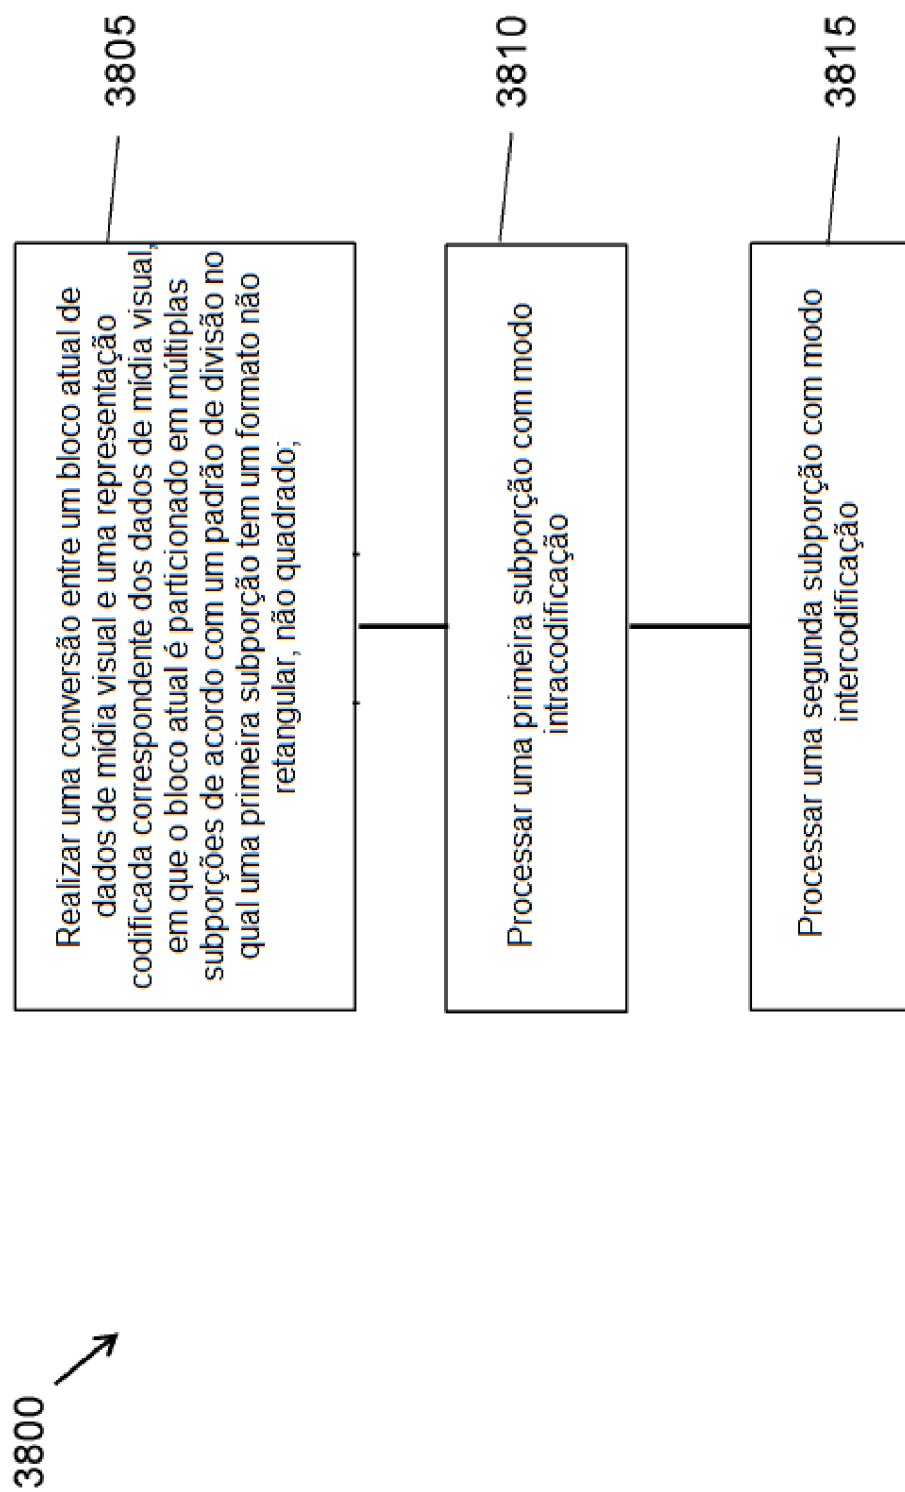 3800
3805
Realizar uma conversão entre um bloco atual de
dados de mídia visual e uma representação
codificada correspondente dos dados de mídia visual,
em que o bloco atual é particionado em múltiplas
subporções de acordo com um padrão de divisão no
qual uma primeira subporção tem um formato não
retangular, não quadrado;
3810
Processar uma primeira subporção com modo
intracodificação
3815
Processar uma segunda subporção com modo
intercodificação